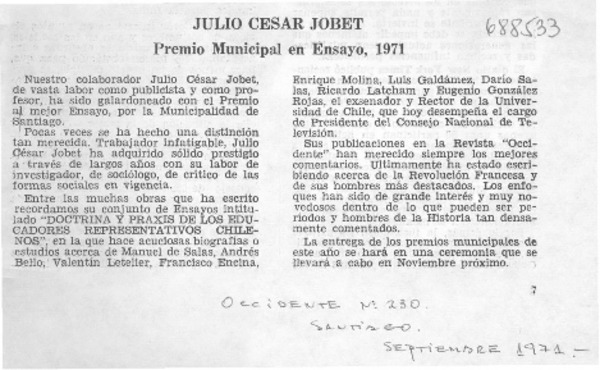 688533
JULIO CESAR JOBET
Premio Municipal en Ensayo, 1971
Nuestro colaborador Julio César Jobet,
de vasta labor como publicista y como pro-
fesor, ha sido galardoneado con el Premio
al mejor Ensayo, por la Municipalidad de
Santiago.
Pocas veces se ha hecho una distinción
tan merecida. Trabajador infatigable, Julio
César Jobet ha adquirido sólido prestigio
a través de largos años con su labor de
investigador, de sociólogo, de crítico de las
formas sociales en vigencia.
Entre las muchas obras que ha escrito
recordamos su conjunto de Ensayos intitu-
lado "DOCTRINA Y PRAXIS DE LOS EDU-
CADORES REPRESENTATIVOS CHILE-
NOS", en la que hace acuciosas biografías o
estudios acerca de Manuel de Salas, Andrés
Bello, Valentín Letelier, Francisco Encina,
Enrique Molina, Luis Galdámez, Darío Sa-
las, Ricardo Latcham y Eugenio González
Rojas, el exsenador y Rector de la Univer-
sidad de Chile, que hoy desempeña el cargo
de Presidente del Consejo Nacional de Te-
levisión.
Sus publicaciones en la Revista "Occi-
dente" han merecido siempre los mejores
comentarios. Ultimamente ha estado escri-
biendo acerca de la Revolución Francesa y
de sus hombres más destacados. Los enfo-
ques han sido de grande interés y muy no-
vedosos dentro de lo que pueden ser pe-
ríodos y hombres de la Historia tan densa-
mente comentados.
La entrega de los premios municipales de
este año se hará en una ceremonia que se
llevará a cabo en Noviembre próximo.
7
OCCIDENTE Nº 230.
SANTIAGO.
SEPTIEMBRE 1971.-